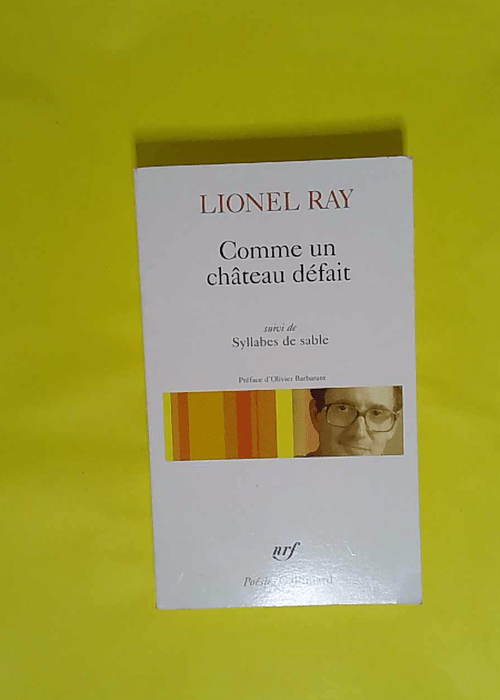 LIONEL RAY
Comme un
château défait
suivi de
Syllabes de sable
Préface d'Olivier Barbarant
nrf
Poésie / Gallimard